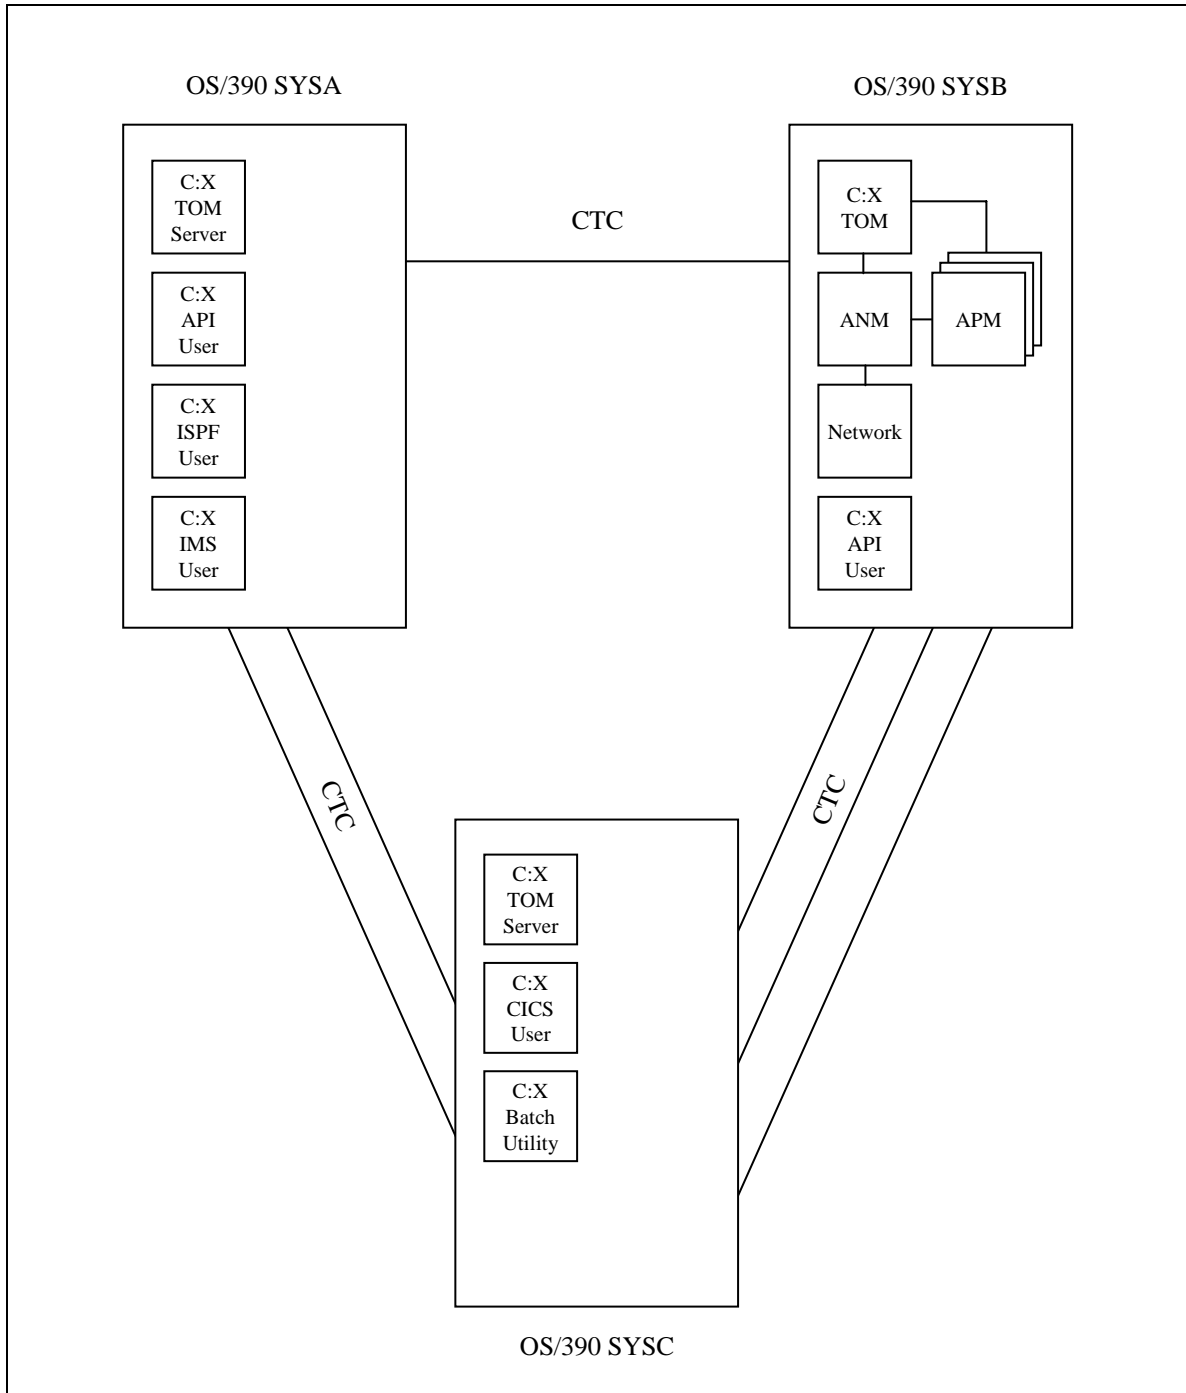 OS/390 SYSA
C:X
TOM
Server
C:X
API
User
C:X
ISPF
User
C:X
IMS
User
CTC
OS/390 SYSB
C:X
TOM
ANM
APM
Network
C:X
API
User
CTC
CTC
C:X
TOM
Server
C:X
CICS
User
C:X
Batch
Utility
OS/390 SYSC